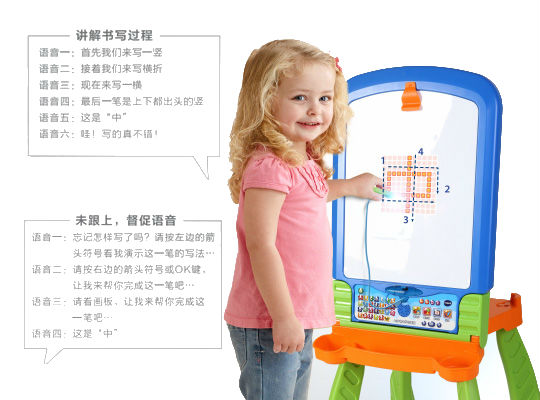 讲解书写过程
语音一：首先我们来写一竖
语音二：接着我们来写横折
语音三：现在来写一横
语音四：最后一笔是上下都出头的竖
语音五：这是“中”
语音六：哇！写的真不错！
4
1
2
3
未跟上，督促语音
语音一：忘记怎样写了吗？请按左边的箭
头符号看我演示这一笔的写法…
语音二：请按右边的箭头符号或OK键，
让我来帮你完成这一笔吧…
语音三：请看画板，让我来帮你完成这
一笔吧…
语音四：这是“中”